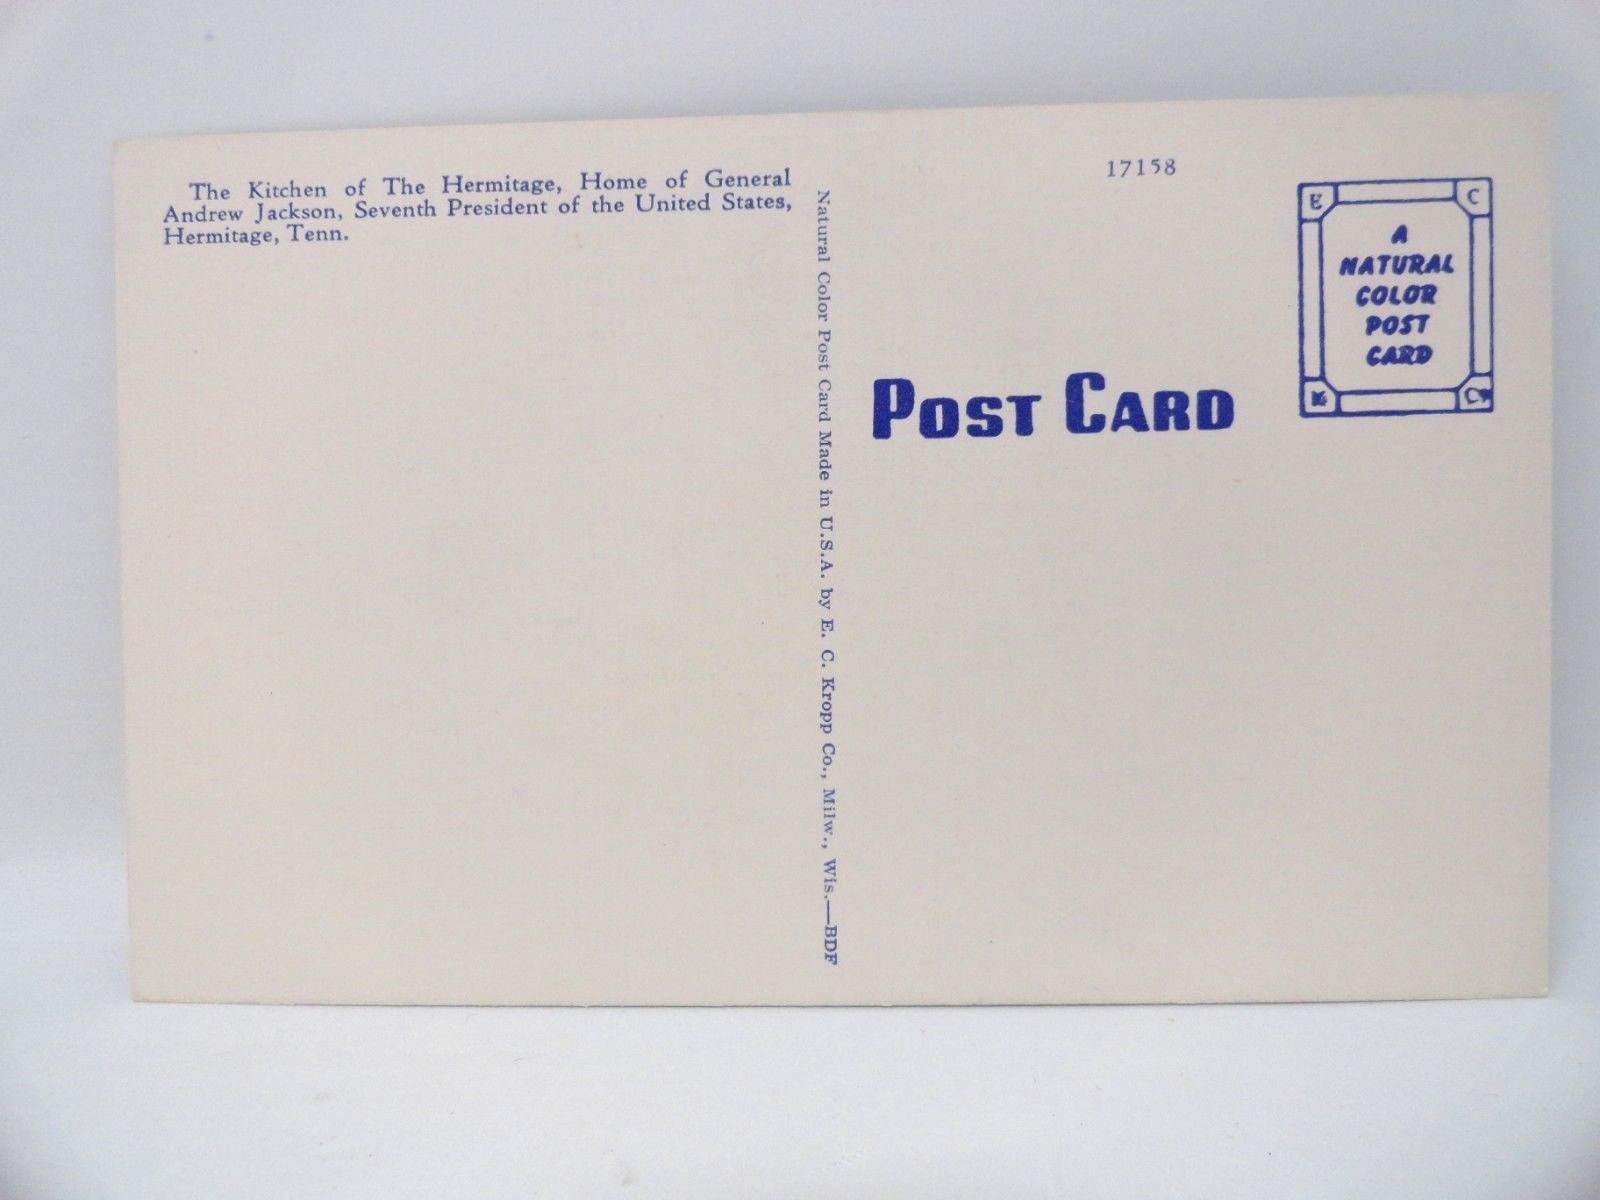 The Kitchen of The Hermitage, Home of General
Andrew Jackson, Seventh President of the United States,
Hermitage, Tenn.
Natural Color Post Card Made in U.S.A. by E. C. Kropp Co., Milw., Wis.—BDF
17158
POST CARD
E C
A
NATURAL
COLOR
POST
CARD
K